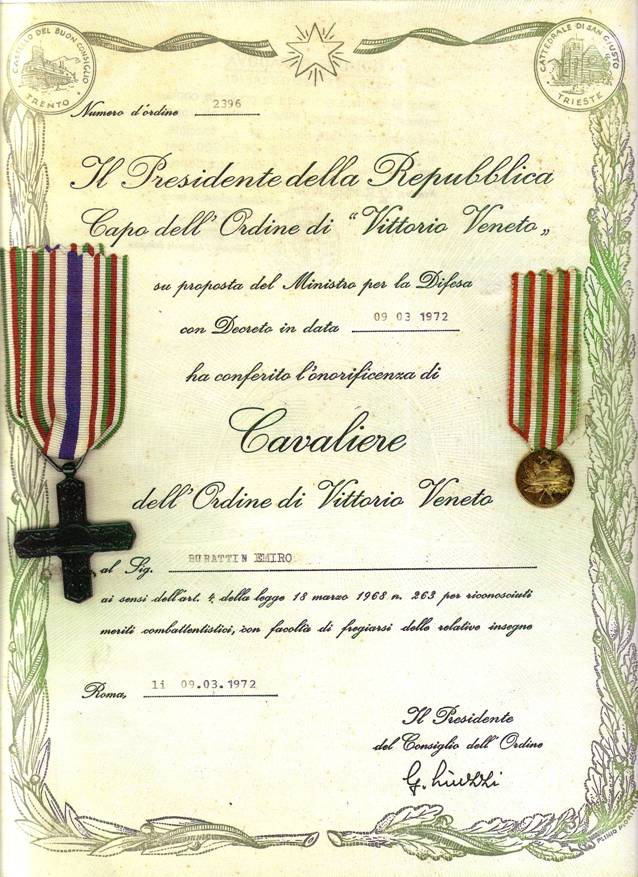 CASTELLO DEL BUON CONSIGLIO
TRENTO
CATTEDRALE DI SAN GIUSTO
TRIESTE
Numero d'ordine 2396
Il Presidente della Repubblica
Capo dell'Ordine di "Vittorio Veneto„
su proposta del Ministro per la Difesa
con Decreto in data 09 03 1972
ha conferito l'onorificenza di
Cavaliere
dell'Ordine di Vittorio Veneto
al Sig. BURATTIN EMIRO
ai sensi dell'art. 4 della legge 18 marzo 1968 n. 263 per riconosciuti
meriti combattentistici, con facoltà di fregiarsi delle relative insegne
Roma, li 09.03.1972
Il Presidente
del Consiglio dell'Ordine